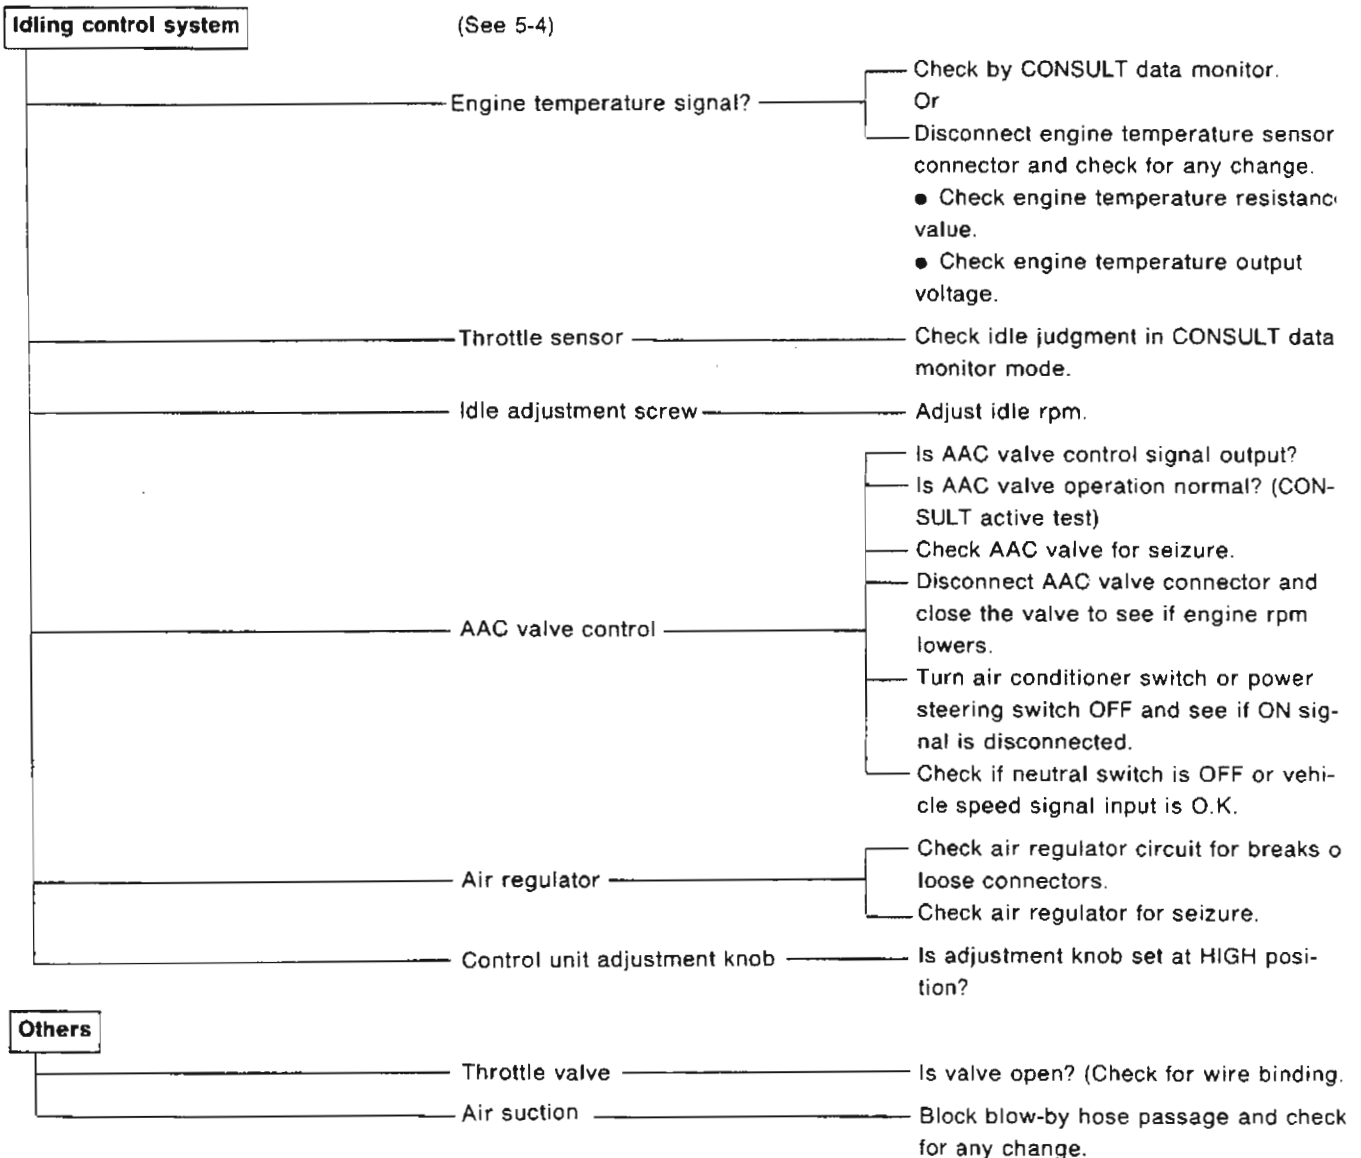 Idling control system (See 5-4)
Engine temperature signal?
Check by CONSULT data monitor.
Or
Disconnect engine temperature sensor
connector and check for any change.
● Check engine temperature resistanc
value.
● Check engine temperature output
voltage.
Throttle sensor
Check idle judgment in CONSULT data
monitor mode.
Idle adjustment screw
Adjust idle rpm.
AAC valve control
Is AAC valve control signal output?
Is AAC valve operation normal? (CON-
SULT active test)
Check AAC valve for seizure.
Disconnect AAC valve connector and
close the valve to see if engine rpm
lowers.
Turn air conditioner switch or power
steering switch OFF and see if ON sig-
nal is disconnected.
Check if neutral switch is OFF or vehi-
cle speed signal input is O.K.
Air regulator
Check air regulator circuit for breaks o
loose connectors.
Check air regulator for seizure.
Control unit adjustment knob
Is adjustment knob set at HIGH posi-
tion?
Others
Throttle valve
Is valve open? (Check for wire binding.
Air suction
Block blow-by hose passage and check
for any change.